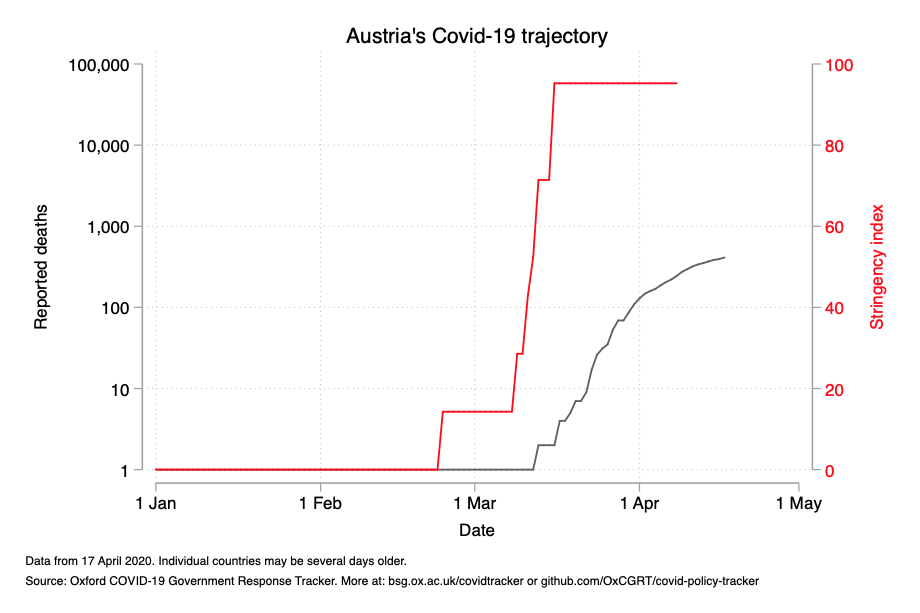 Austria's Covid-19 trajectory
100,000
10,000
1,000
100
10
1
Reported deaths
100
80
60
40
20
0
Stringency index
1 Jan
1 Feb
1 Mar
1 Apr
1 May
Date
Data from 17 April 2020. Individual countries may be several days older.
Source: Oxford COVID-19 Government Response Tracker. More at: bsg.ox.ac.uk/covidtracker or github.com/OxCGRT/covid-policy-tracker